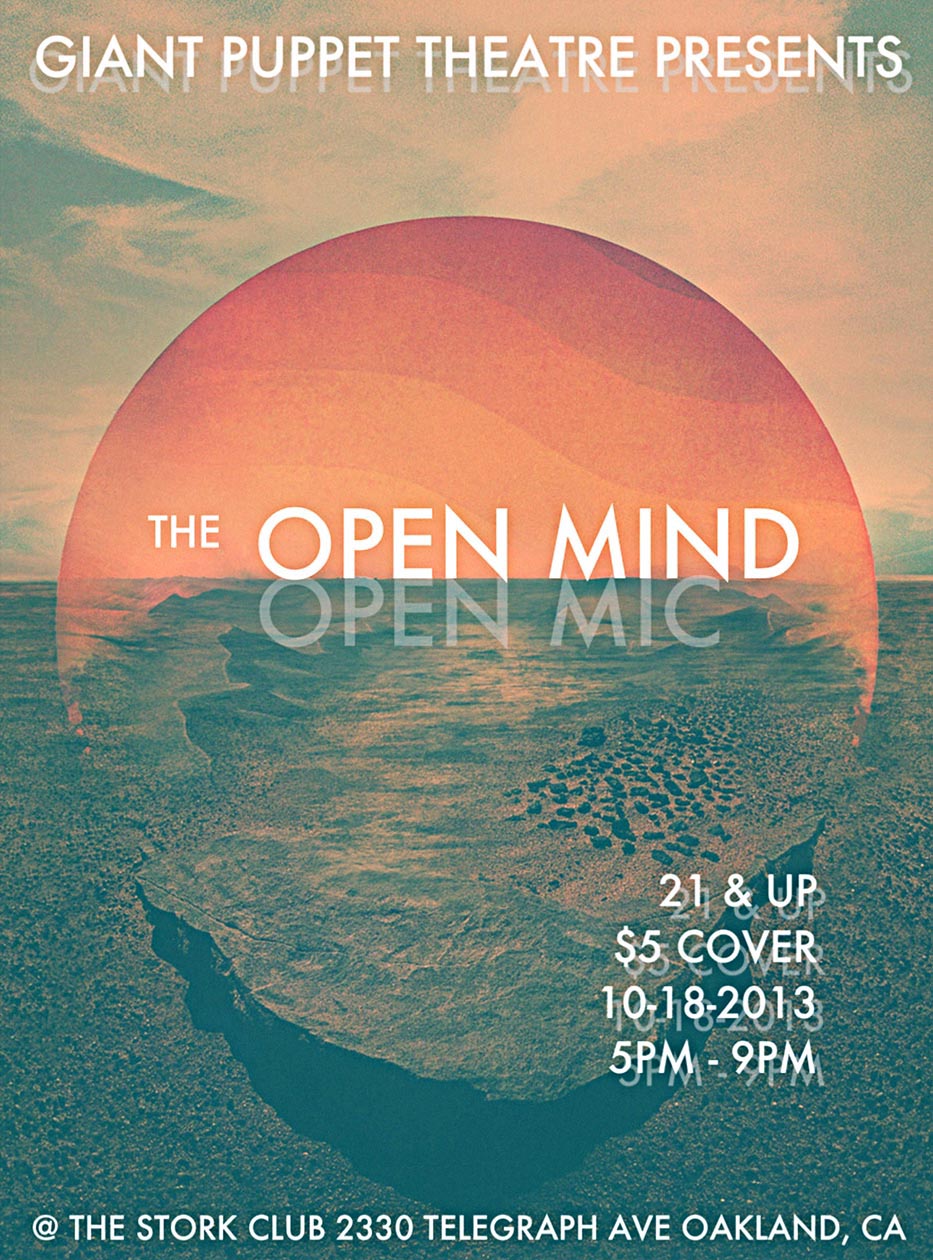 GIANT PUPPET THEATRE PRESENTS
THE OPEN MIND
OPEN MIC
21 & UP
$5 COVER
10-18-2013
5PM - 9PM
@ THE STORK CLUB 2330 TELEGRAPH AVE OAKLAND, CA